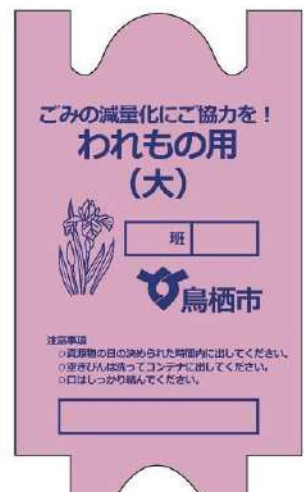 ごみの減量化にご協力を！
われもの用
（大）
班
鳥栖市
注意事項
○資源物の日の決められた時間内に出してください。
○空きびんは洗ってコンテナに出してください。
○口はしっかり結んでください。